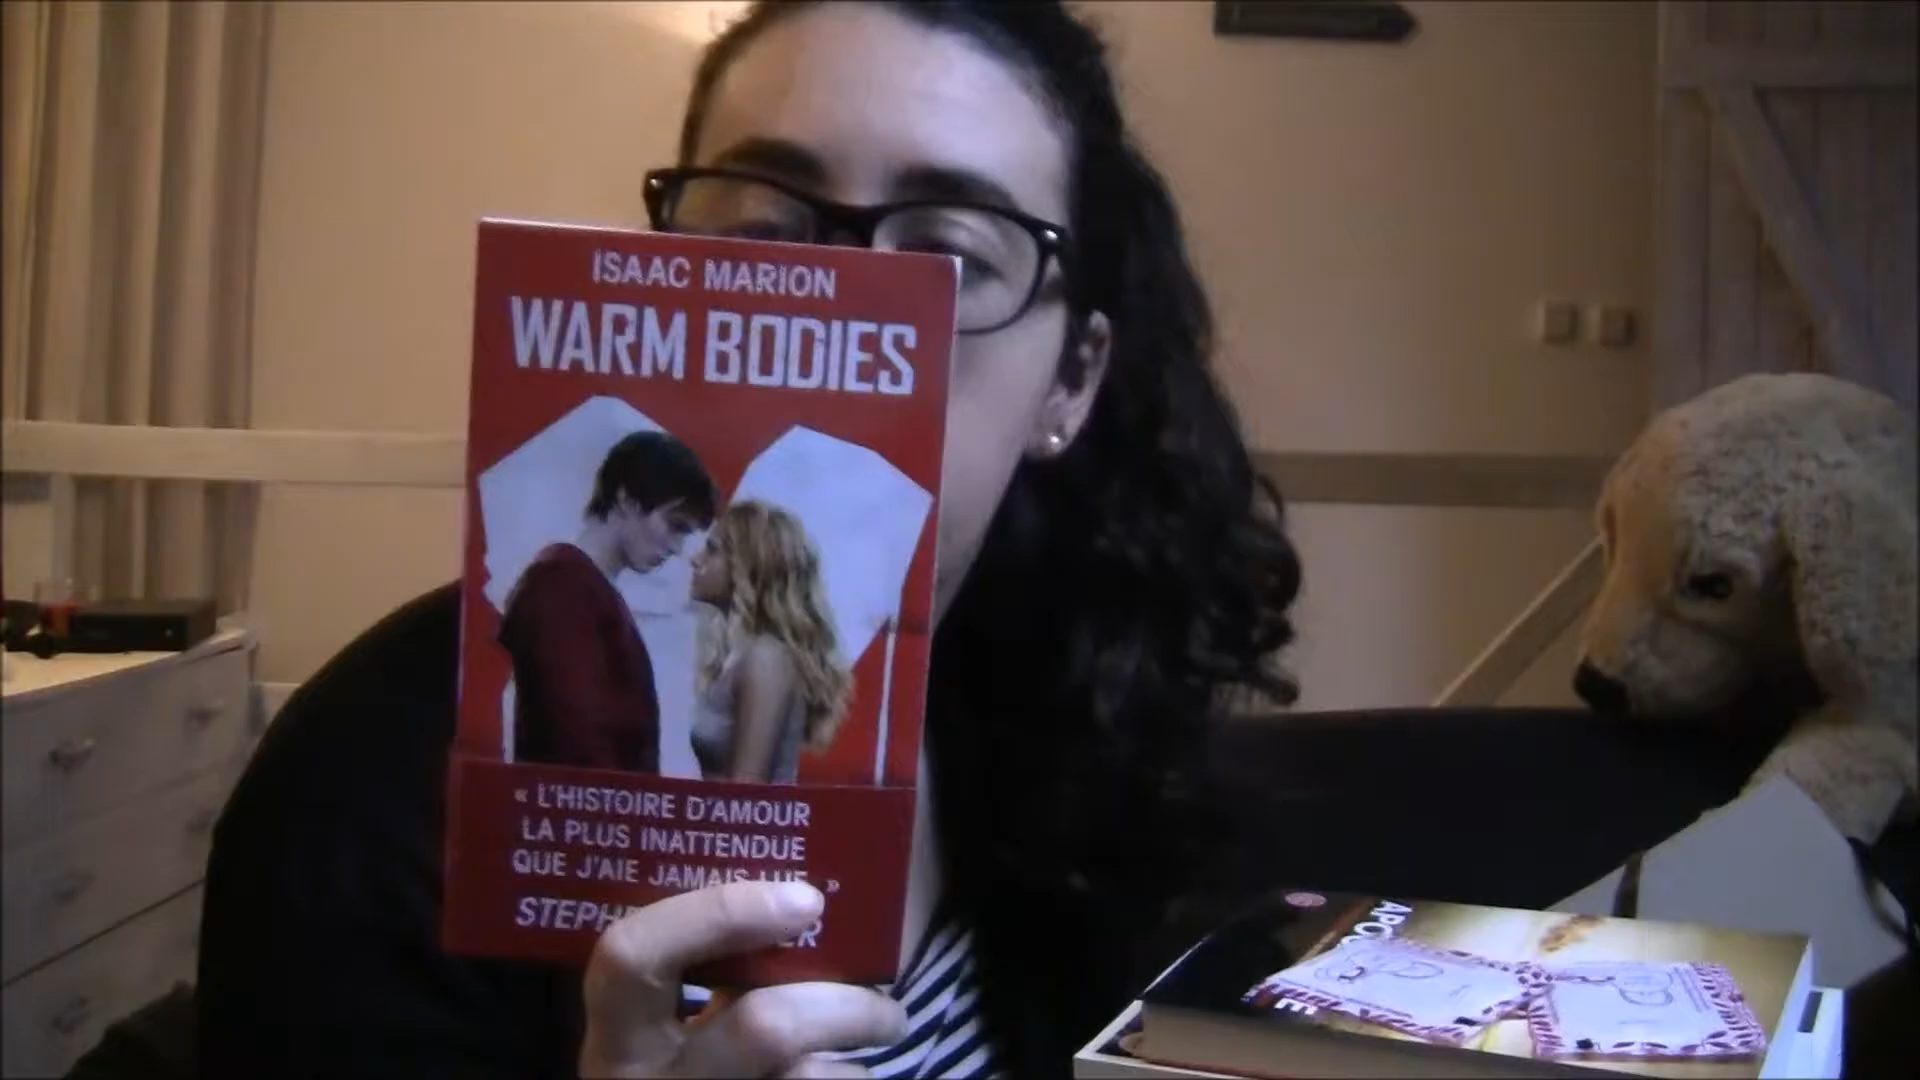 ISAAC MARION
WARM BODIES
« L'HISTOIRE D'AMOUR
LA PLUS INATTENDUE
QUE J'AIE JAMAIS LUE. »